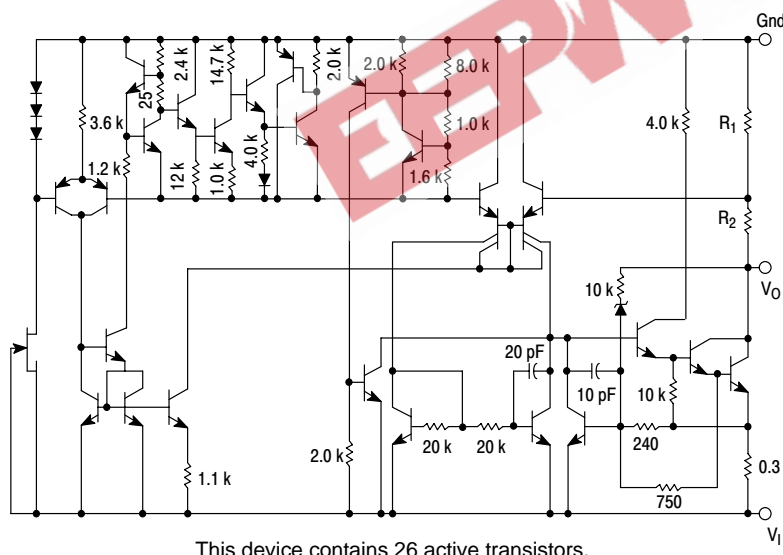 EEPW
Gnd
2.4 k
25
14.7 k
2.0 k
2.0 k
8.0 k
3.6 k
4.0 k
1.0 k
4.0 k
R1
1.2 k
12 k
1.0 k
1.6 k
R2
VO
10 k
20 pF
10 pF
10 k
20 k
20 k
240
2.0 k
1.1 k
0.3
750
VI
This device contains 26 active transistors.